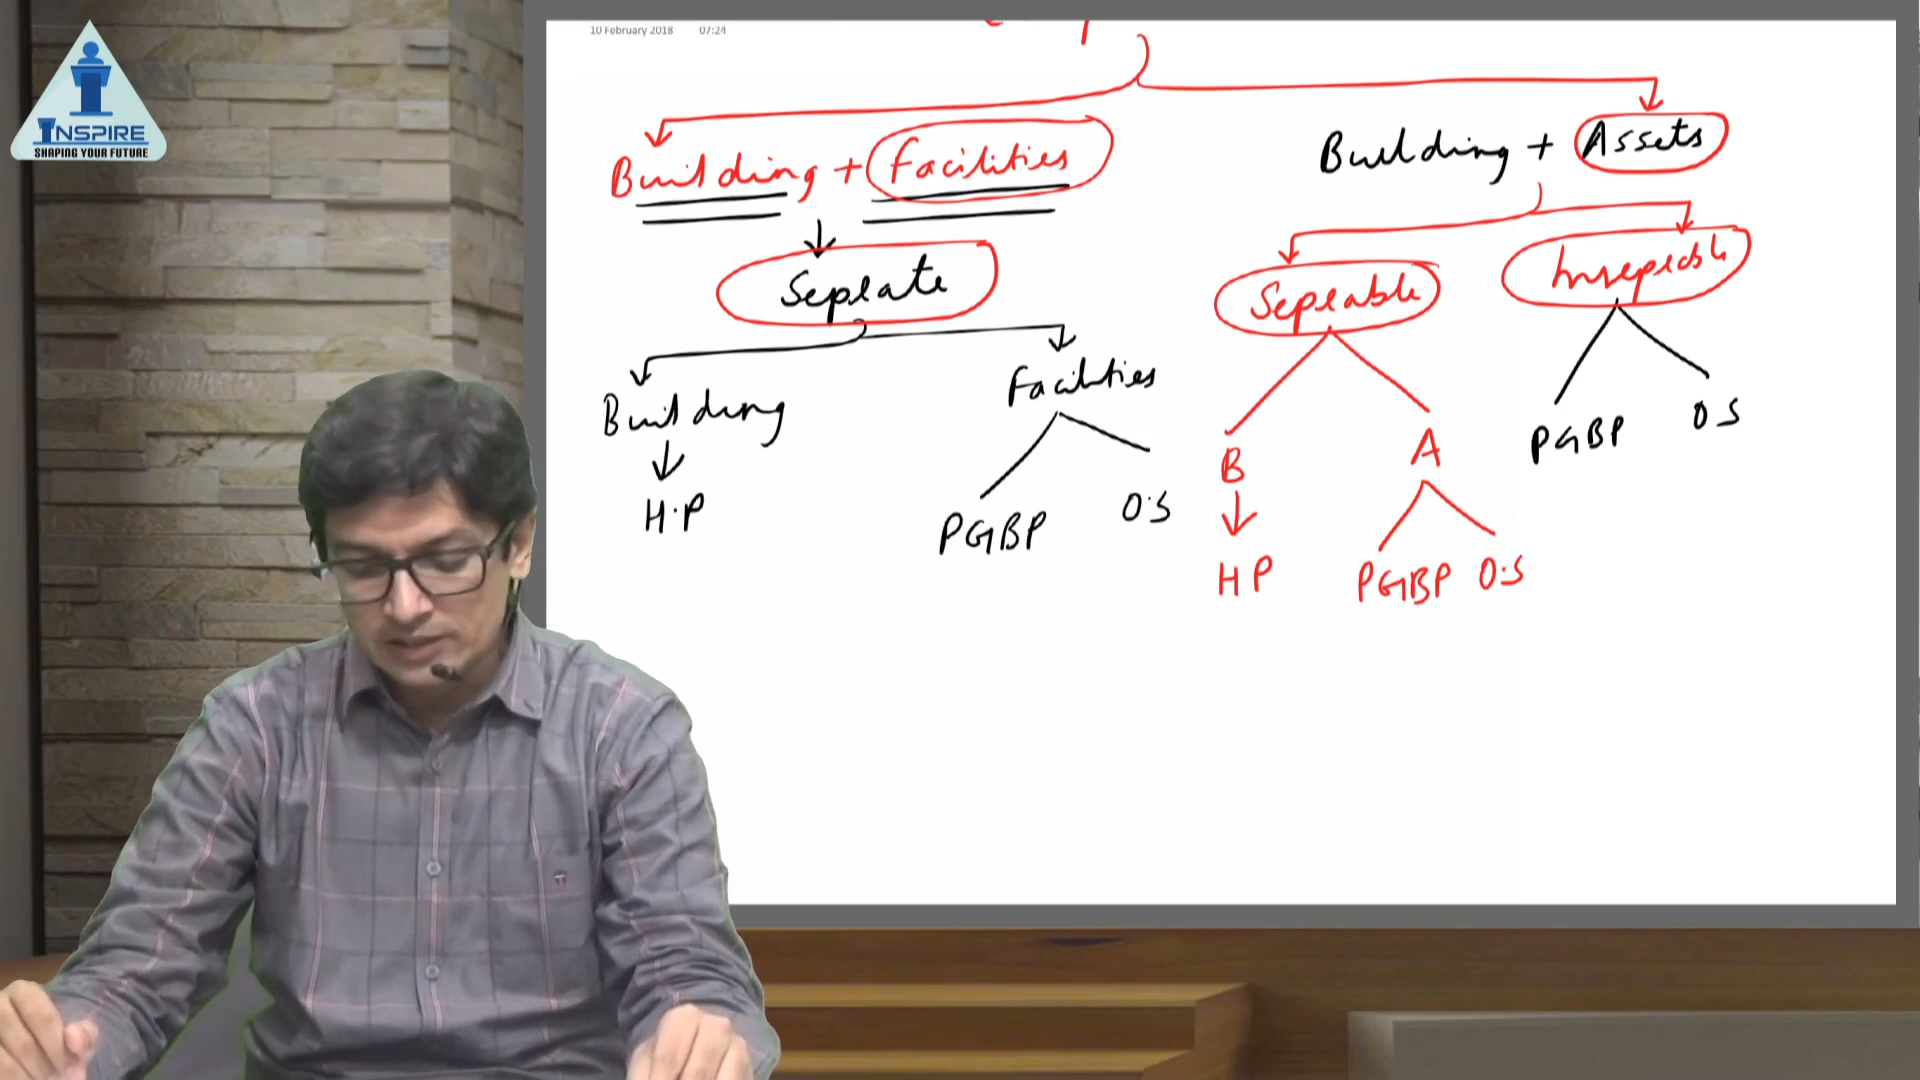 INSPIRE
SHAPING YOUR FUTURE
10 February 2018 07:24
Building + Facilities
Building + Assets
Seperate
Seperable
Inseperable
Building
Facilities
H.P
PGBP
O.S
B
A
HP
PGBP O.S
PGBP
OS